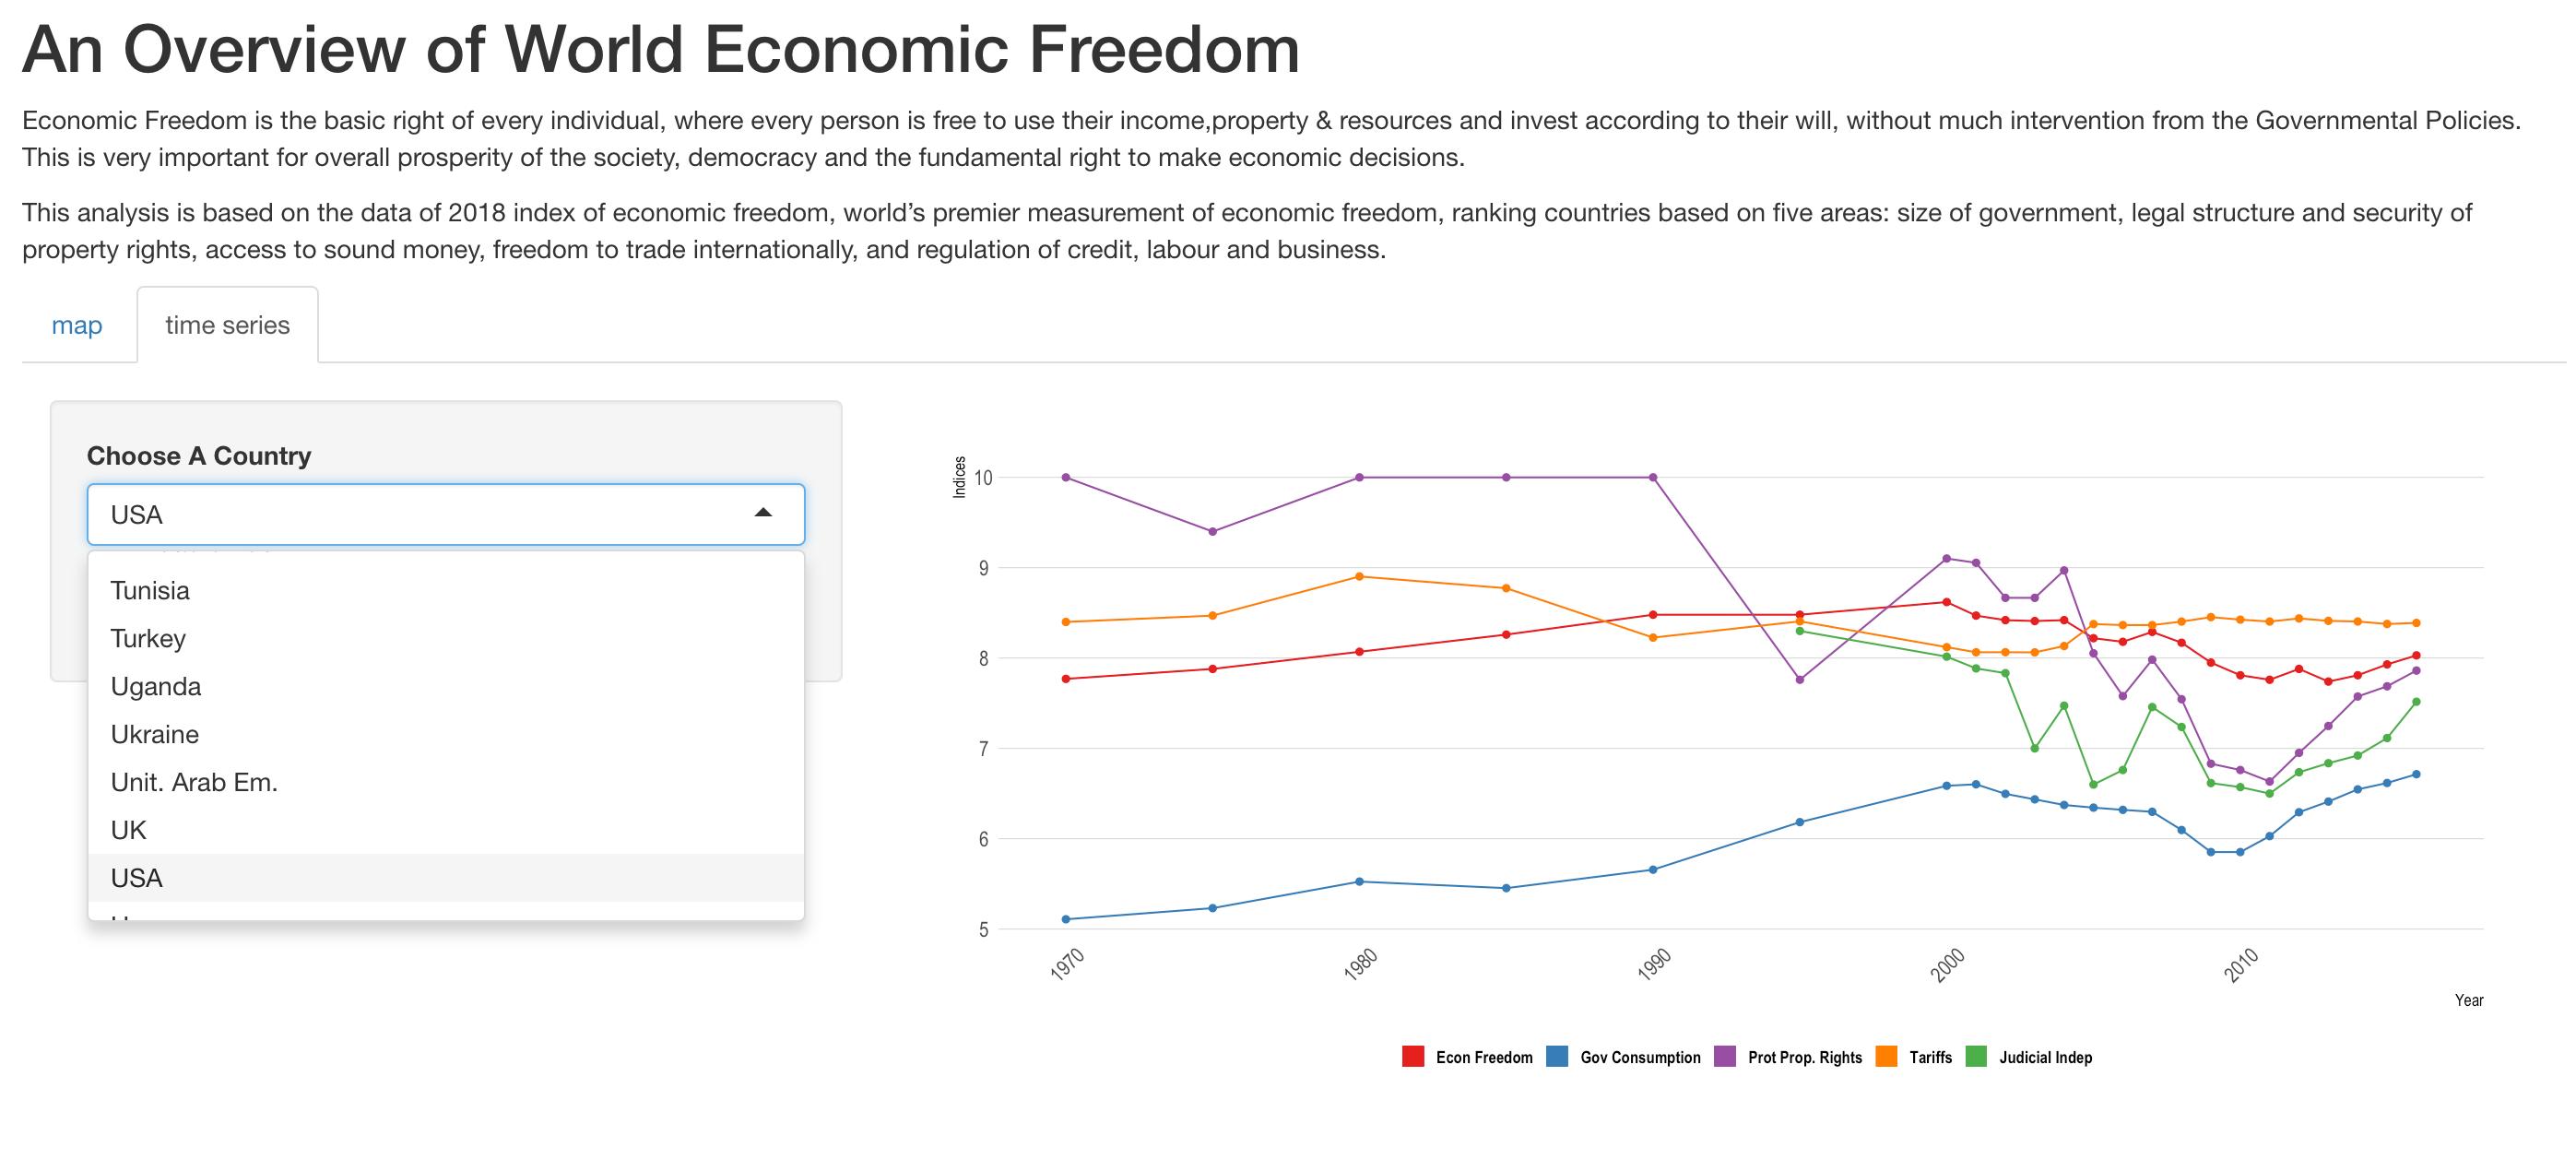 An Overview of World Economic Freedom
Economic Freedom is the basic right of every individual, where every person is free to use their income,property & resources and invest according to their will, without much intervention from the Governmental Policies.
This is very important for overall prosperity of the society, democracy and the fundamental right to make economic decisions.
This analysis is based on the data of 2018 index of economic freedom, world’s premier measurement of economic freedom, ranking countries based on five areas: size of government, legal structure and security of
property rights, access to sound money, freedom to trade internationally, and regulation of credit, labour and business.
map
time series
Choose A Country
USA
Tunisia
Turkey
Uganda
Ukraine
Unit. Arab Em.
UK
USA
Indices
10
9
8
7
6
5
1970
1980
1990
2000
2010
Year
Econ Freedom
Gov Consumption
Prot Prop. Rights
Tariffs
Judicial Indep